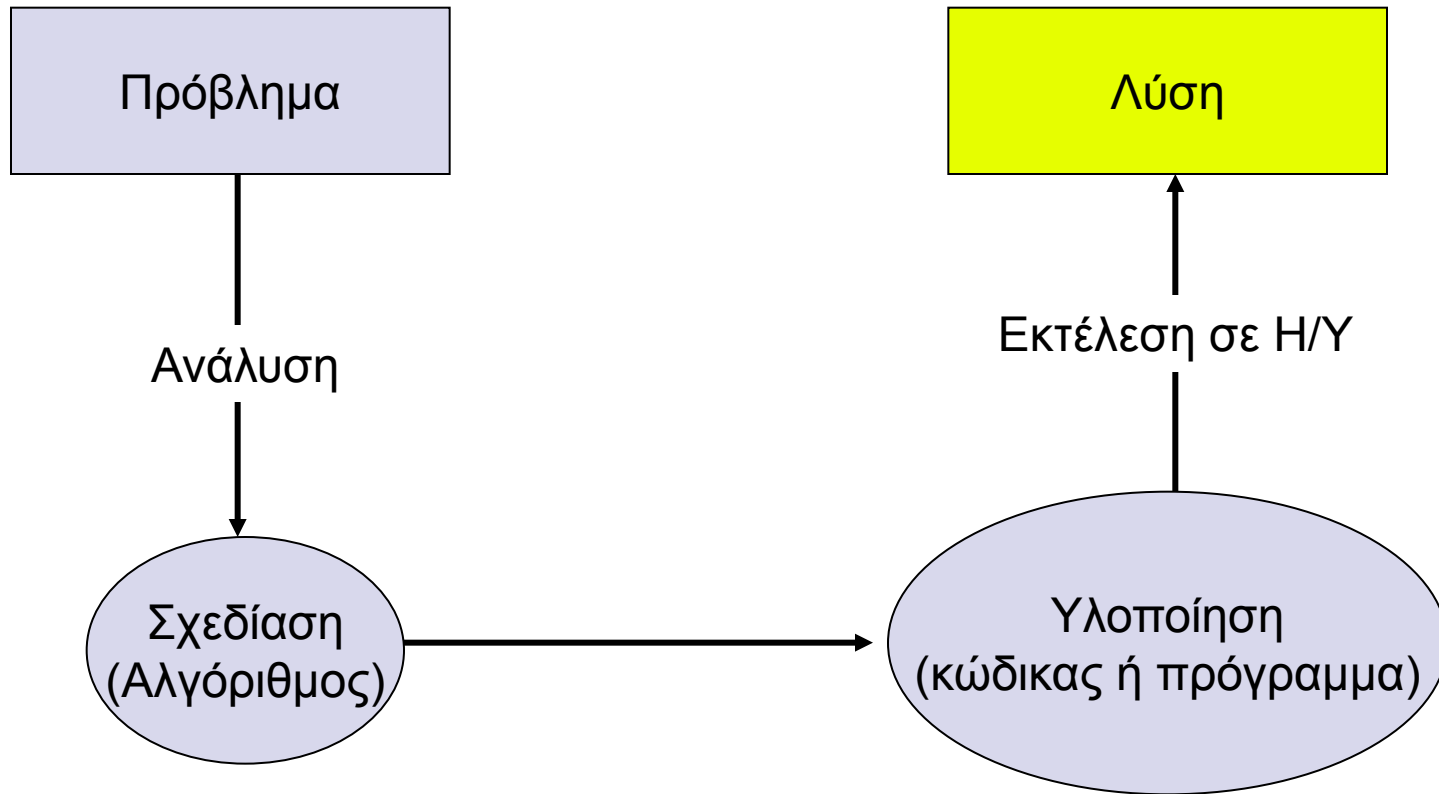 Πρόβλημα
Ανάλυση
Σχεδίαση
(Αλγόριθμος)
Υλοποίηση
(κώδικας ή πρόγραμμα)
Εκτέλεση σε Η/Υ
Λύση